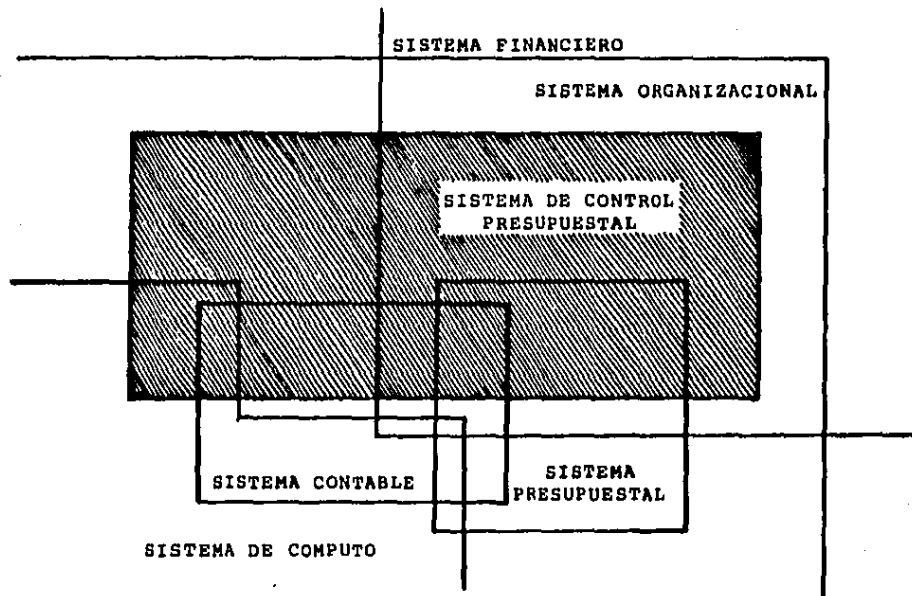 SISTEMA FINANCIERO
SISTEMA ORGANIZACIONAL
SISTEMA DE CONTROL
PRESUPUESTAL
SISTEMA CONTABLE
SISTEMA
PRESUPUESTAL
SISTEMA DE COMPUTO